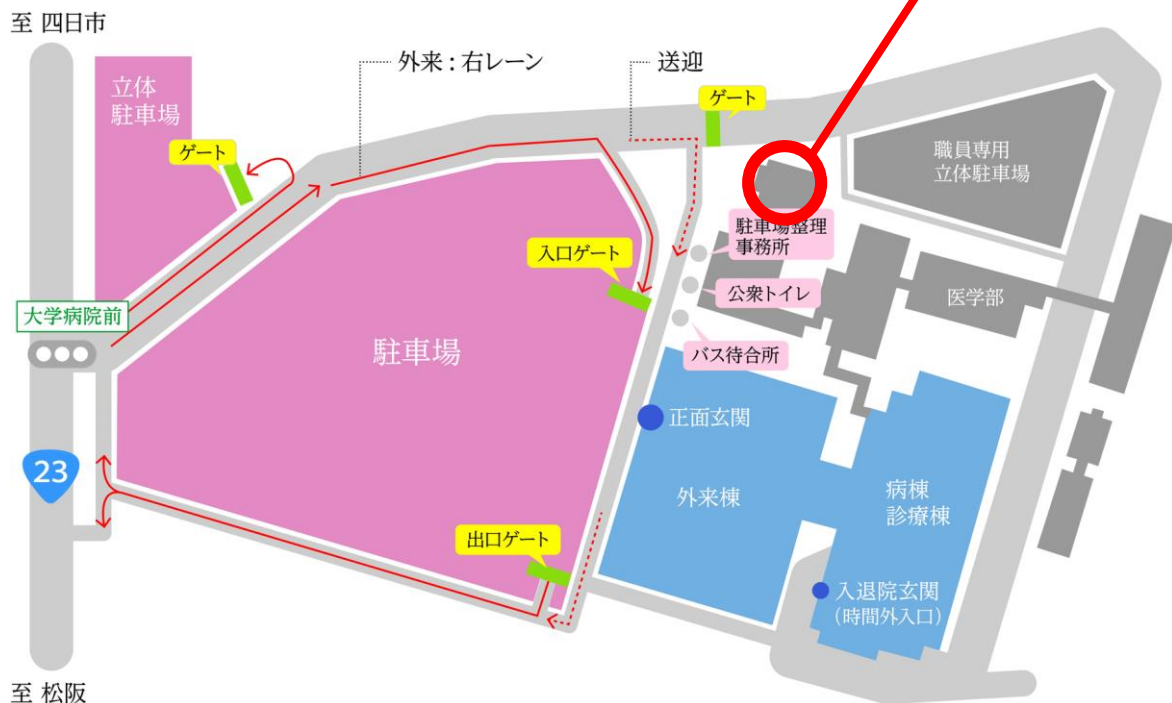 至 四日市
立体
駐車場
外来：右レーン
送迎
ゲート
ゲート
職員専用
立体駐車場
駐車場整理
事務所
入口ゲート
公衆トイレ
医学部
大学病院前
バス待合所
駐車場
正面玄関
23
外来棟
病棟
診療棟
出口ゲート
入退院玄関
（時間外入口）
至 松阪